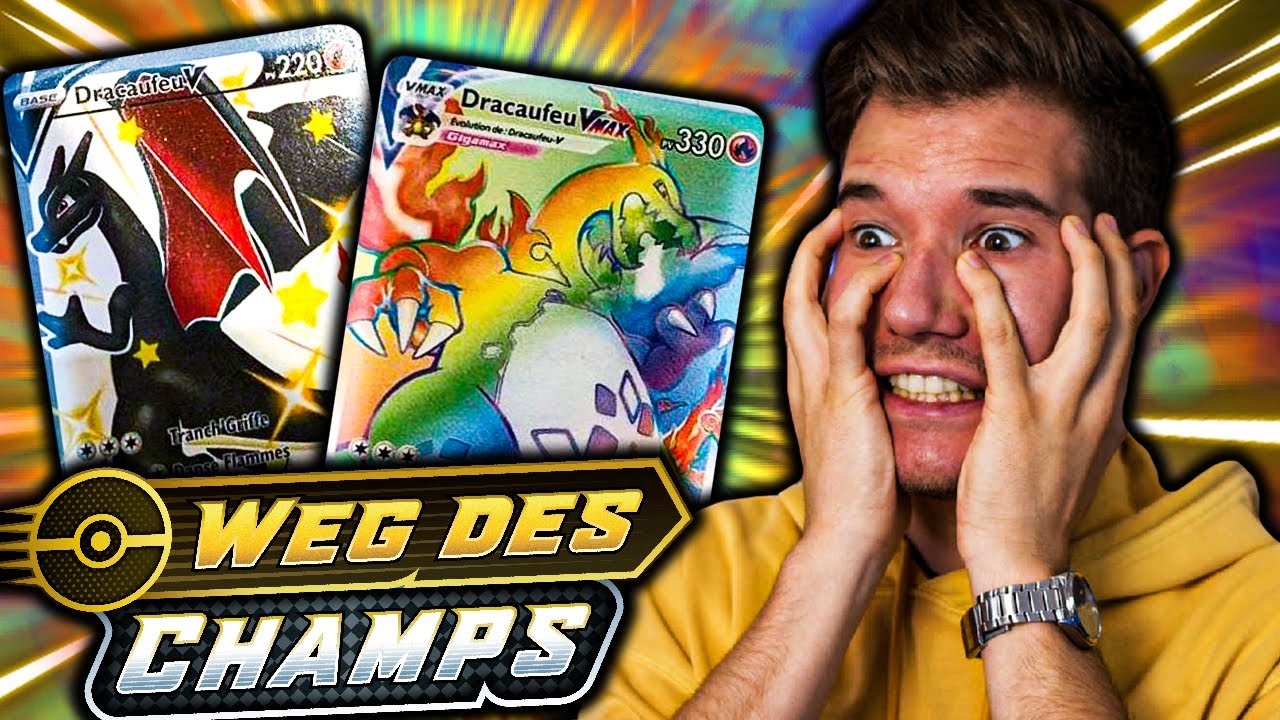 BASE
Dracaufeu V
PV 220
Tranch'Griffe
Danse Flammes
VMAX
Dracaufeu VMAX
Évolution de : Dracaufeu-V
Gigamax
PV 330
WEG DES
CHAMPS